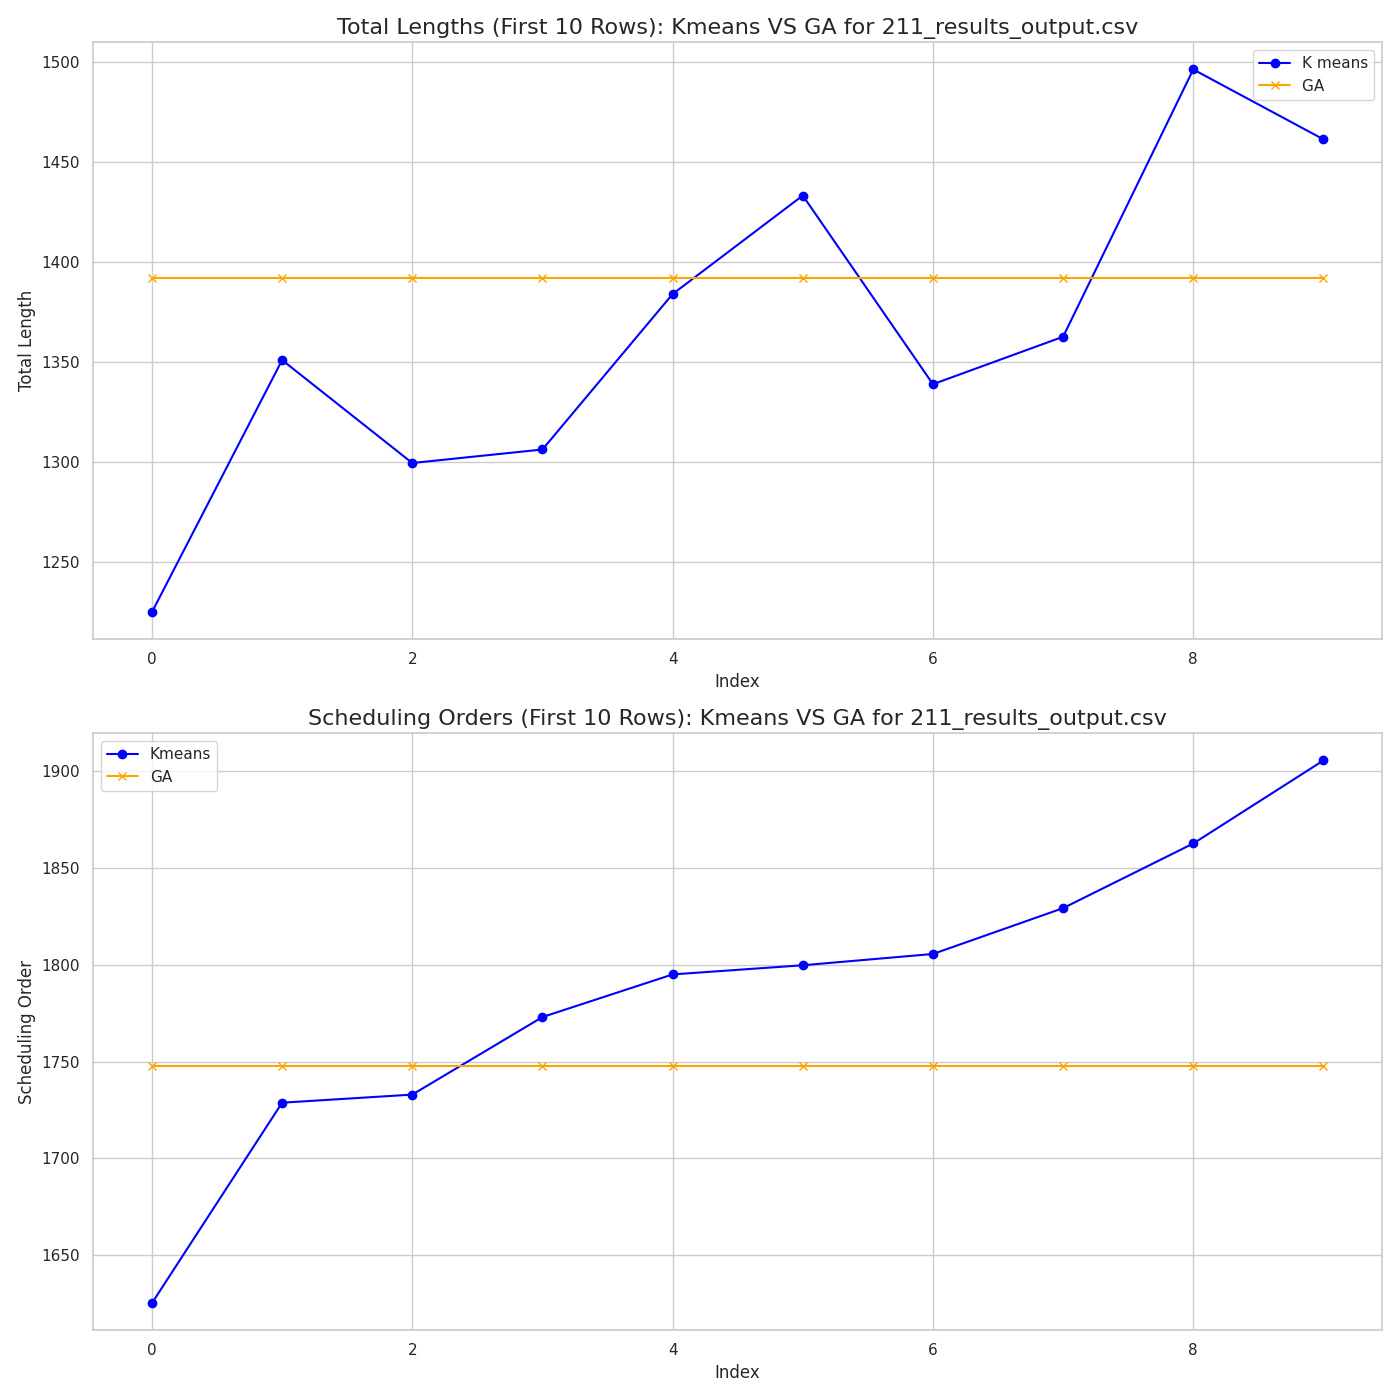 Total Lengths (First 10 Rows): Kmeans VS GA for 211_results_output.csv
K means
GA
1500
1450
1400
1350
1300
1250
Total Length
0 2 4 6 8
Index
Scheduling Orders (First 10 Rows): Kmeans VS GA for 211_results_output.csv
Kmeans
GA
1900
1850
1800
1750
1700
1650
Scheduling Order
0 2 4 6 8
Index